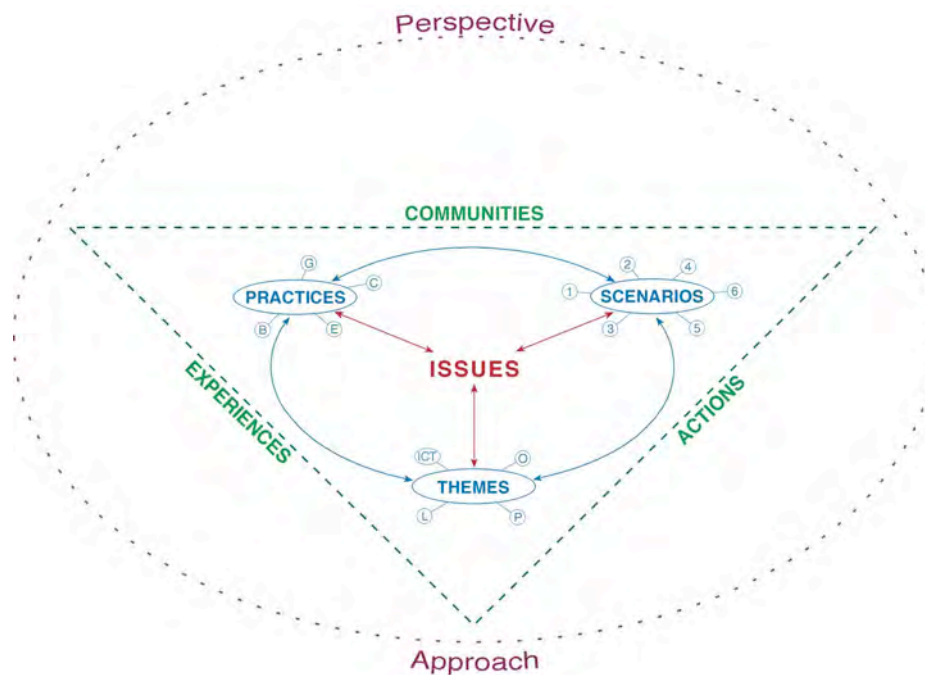 Perspective
COMMUNITIES
G
C
PRACTICES
B
E
2
4
1
SCENARIOS
6
3
5
ISSUES
EXPERIENCES
ACTIONS
ICT
O
THEMES
L
P
Approach